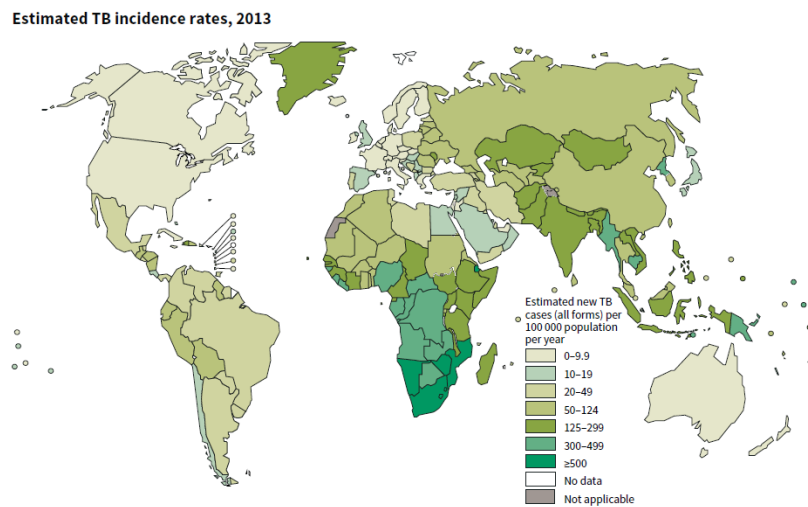 Estimated TB incidence rates, 2013
Estimated new TB
cases (all forms) per
100 000 population
per year
0–9.9
10–19
20–49
50–124
125–299
300–499
≥500
No data
Not applicable